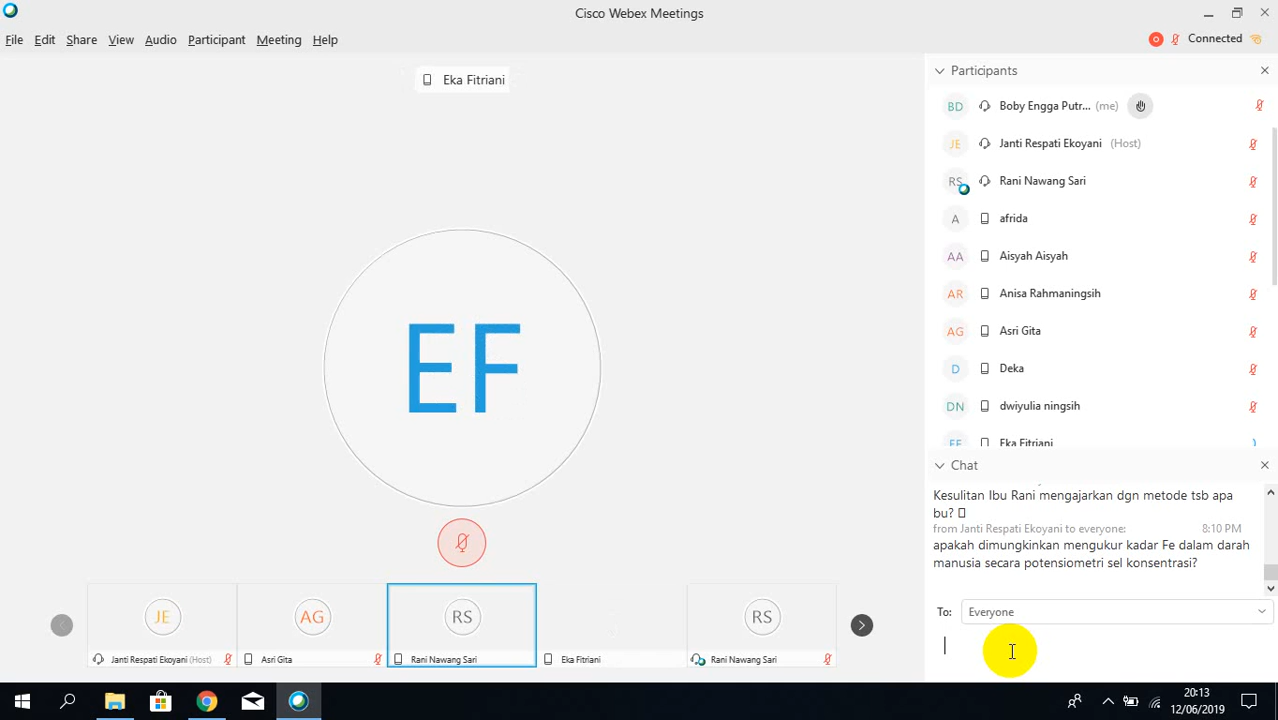 Cisco Webex Meetings
File Edit Share View Audio Participant Meeting Help
Connected
Eka Fitriani
EF
JE
Janti Respati Ekoyani (Host)
AG
Asri Gita
RS
Rani Nawang Sari
Eka Fitriani
RS
Rani Nawang Sari
Participants
BD Boby Engga Putr... (me)
JE Janti Respati Ekoyani (Host)
RS Rani Nawang Sari
A afrida
AA Aisyah Aisyah
AR Anisa Rahmaningsih
AG Asri Gita
D Deka
DN dwiyulia ningsih
EF Eka Fitriani
Chat
Kesulitan Ibu Rani mengajarkan dgn metode tsb apa
bu?
from Janti Respati Ekoyani to everyone: 8:10 PM
apakah dimungkinkan mengukur kadar Fe dalam darah
manusia secara potensiometri sel konsentrasi?
To: Everyone
20:13
12/06/2019